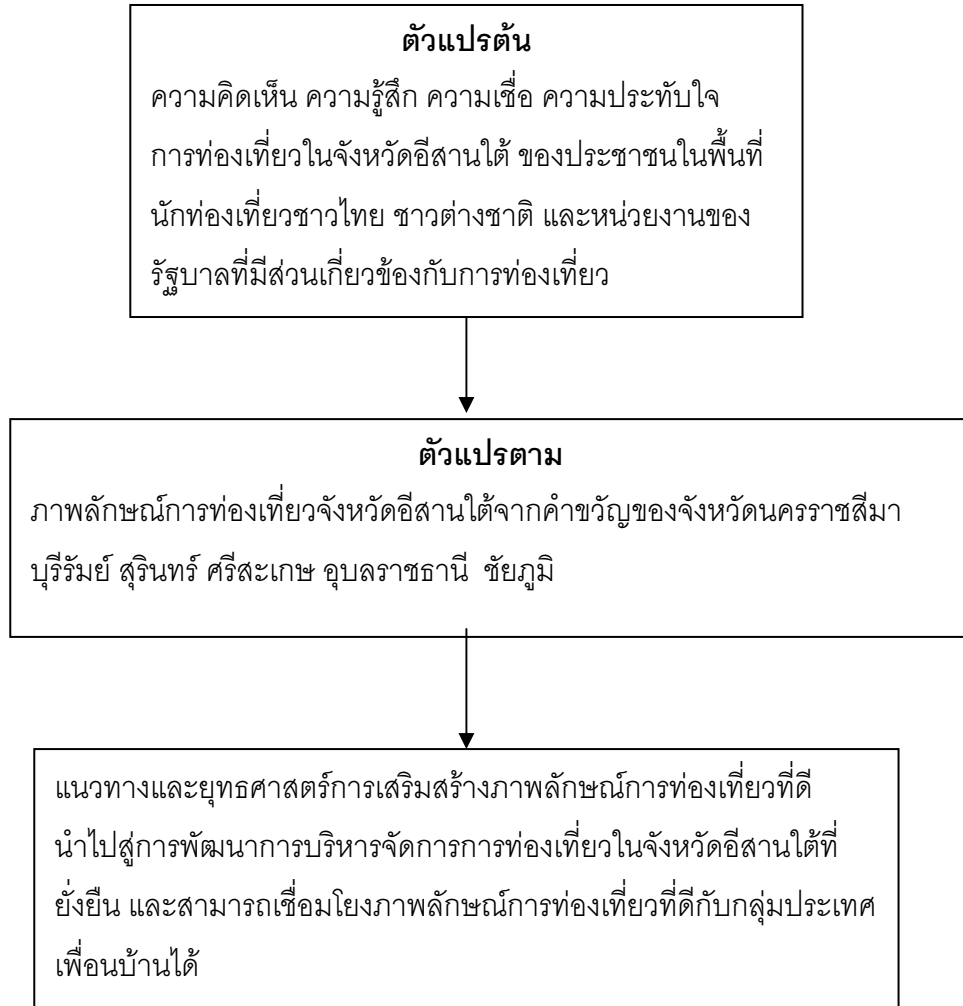 ตัวแปรต้น
ความคิดเห็น ความรู้สึก ความเชื่อ ความประทับใจ
การท่องเที่ยวในจังหวัดอีสานใต้ ของประชาชนในพื้นที่
นักท่องเที่ยวชาวไทย ชาวต่างชาติ และหน่วยงานของ
รัฐบาลที่มีส่วนเกี่ยวข้องกับการท่องเที่ยว
ตัวแปรตาม
ภาพลักษณ์การท่องเที่ยวจังหวัดอีสานใต้จากคำขวัญของจังหวัดนครราชสีมา
บุรีรัมย์ สุรินทร์ ศรีสะเกษ อุบลราชธานี ชัยภูมิ
แนวทางและยุทธศาสตร์การเสริมสร้างภาพลักษณ์การท่องเที่ยวที่ดี
นำไปสู่การพัฒนาการบริหารจัดการการท่องเที่ยวในจังหวัดอีสานใต้ที่
ยั่งยืน และสามารถเชื่อมโยงภาพลักษณ์การท่องเที่ยวที่ดีกับกลุ่มประเทศ
เพื่อนบ้านได้